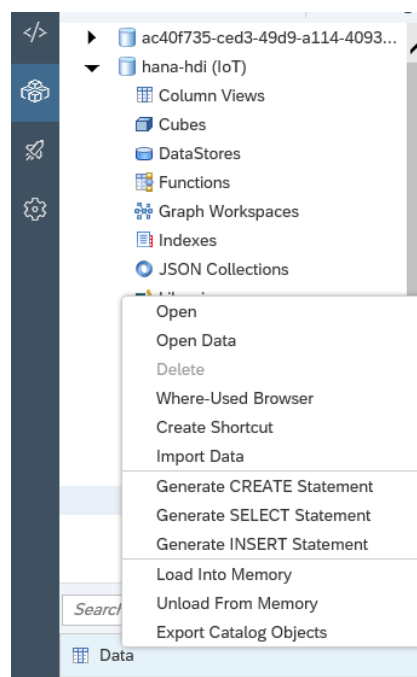 </>
ac40f735-ced3-49d9-a114-4093...
hana-hdi (IoT)
Column Views
Cubes
DataStores
Functions
Graph Workspaces
Indexes
JSON Collections
Open
Open Data
Delete
Where-Used Browser
Create Shortcut
Import Data
Generate CREATE Statement
Generate SELECT Statement
Generate INSERT Statement
Load Into Memory
Unload From Memory
Search
Export Catalog Objects
Data